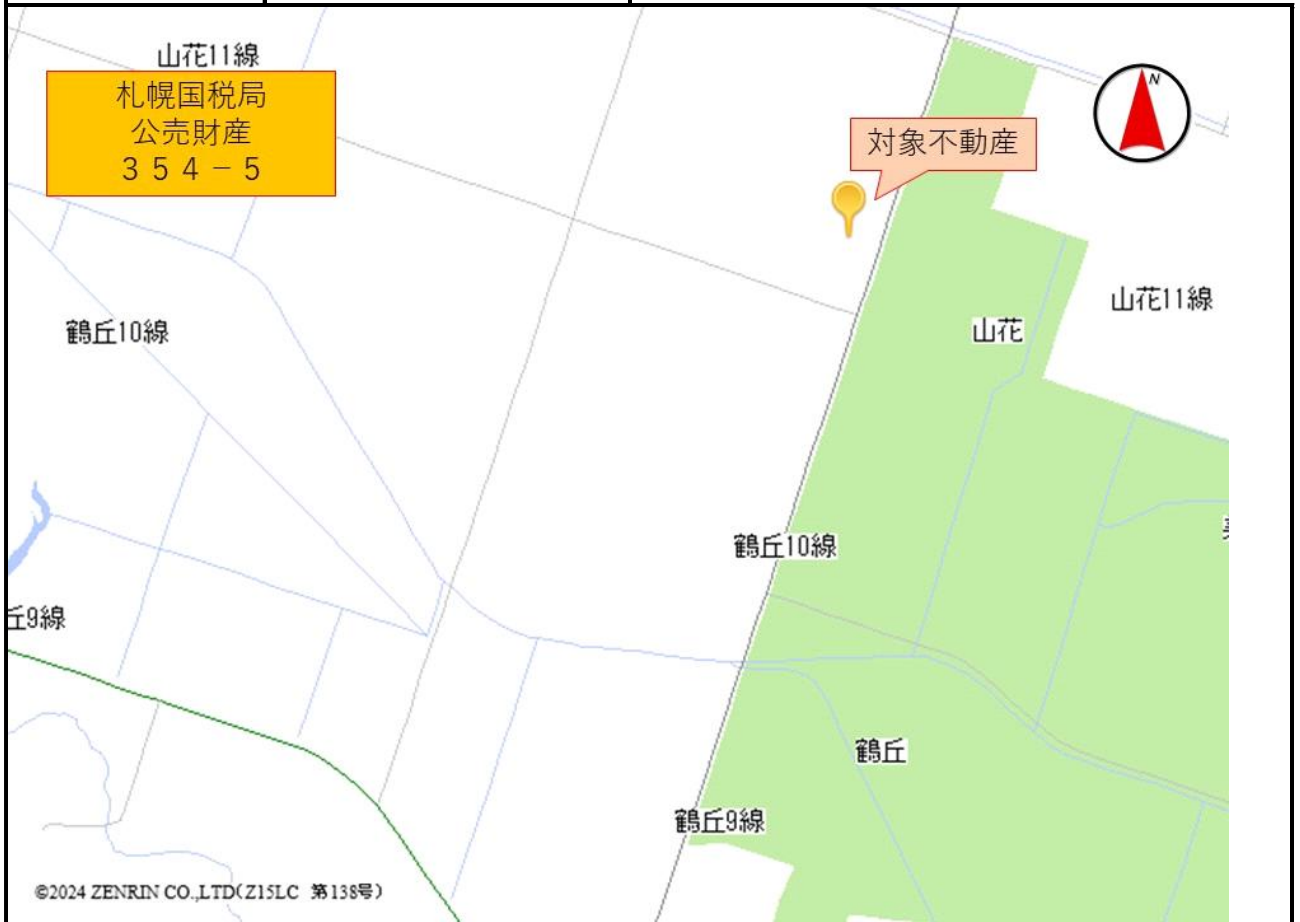 山花11線
札幌国税局
公売財産
３５４－５
N
対象不動産
山花11線
鶴丘10線
山花
鶴丘10線
丘9線
鶴丘
鶴丘9線
©2024 ZENRIN CO.,LTD(Z15LC 第138号)